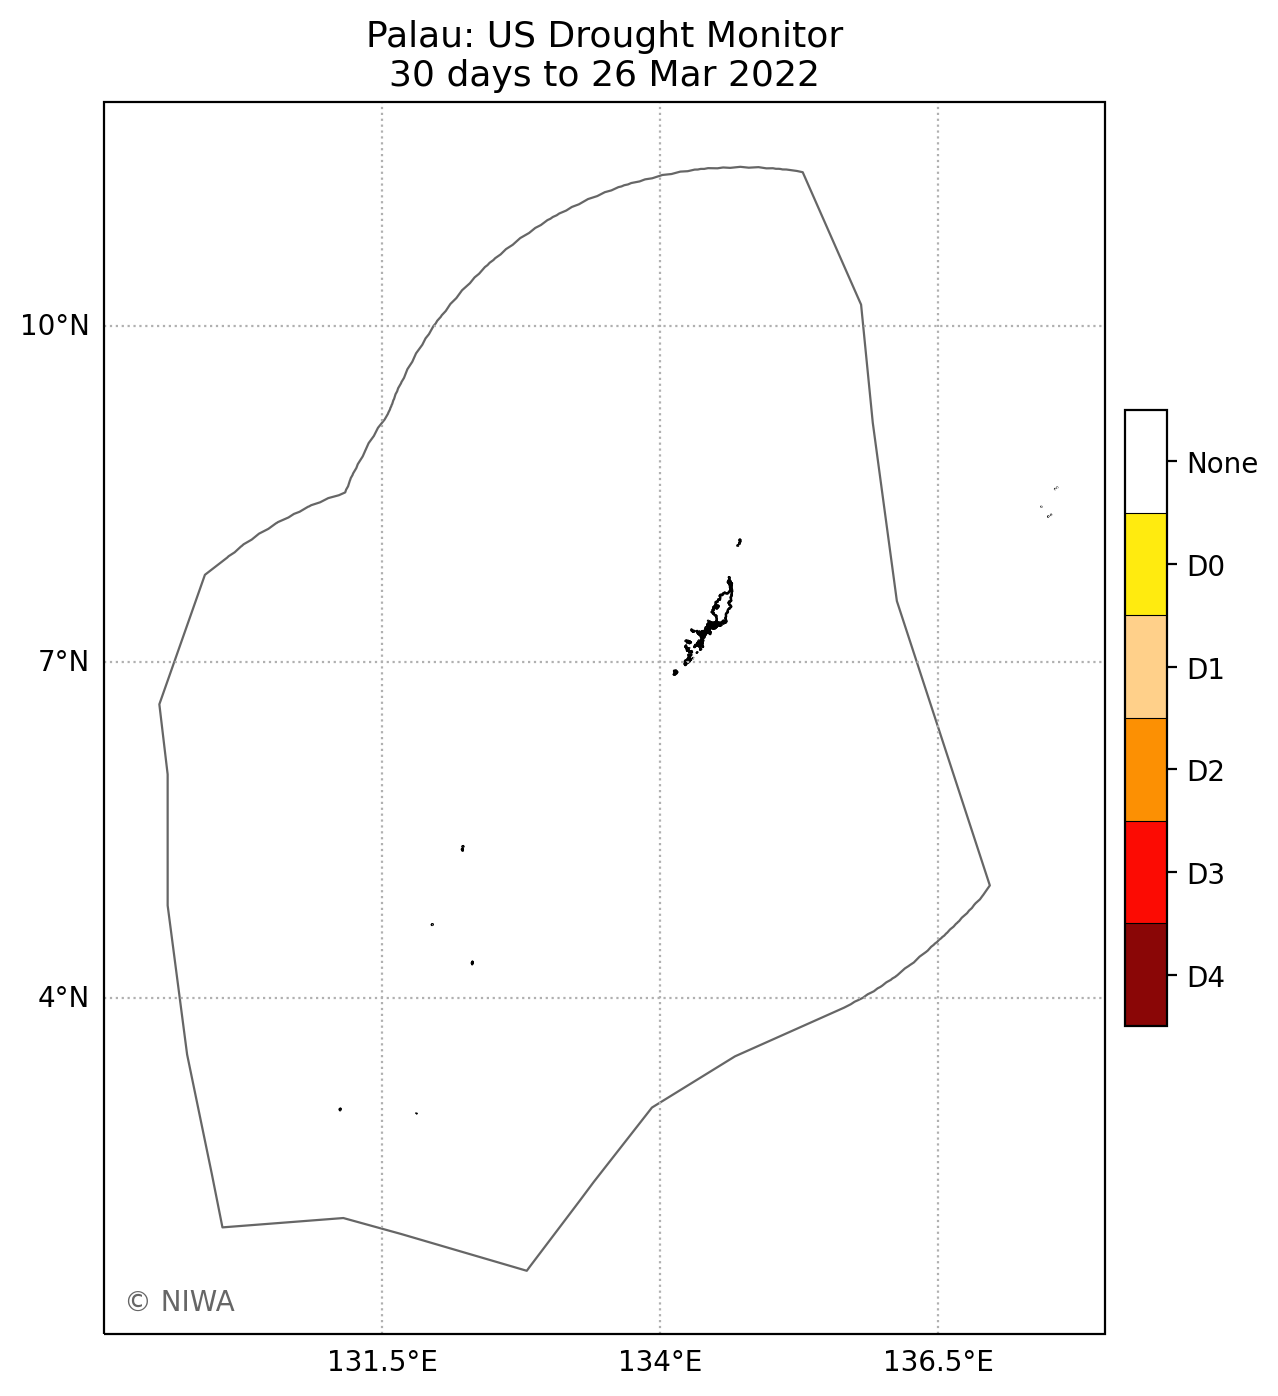 Palau: US Drought Monitor
30 days to 26 Mar 2022
10°N
7°N
4°N
131.5°E
134°E
136.5°E
None
D0
D1
D2
D3
D4
© NIWA